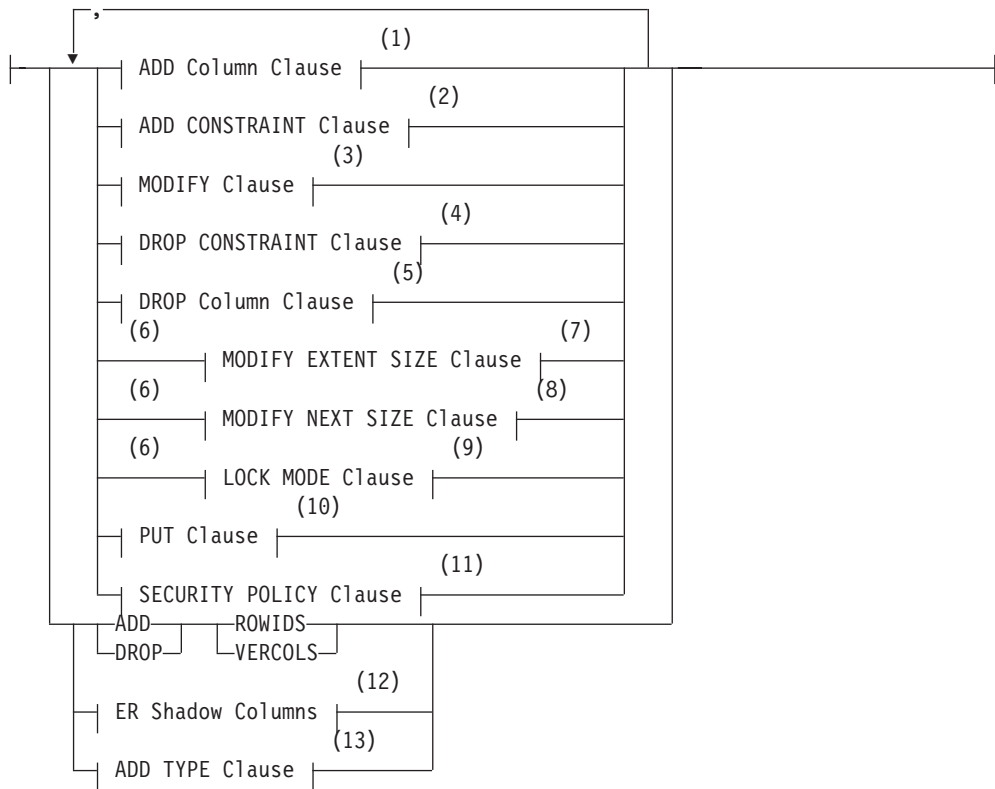 ,
(1)
ADD Column Clause
(2)
ADD CONSTRAINT Clause
(3)
MODIFY Clause
(4)
DROP CONSTRAINT Clause
(5)
DROP Column Clause
(6) (7)
MODIFY EXTENT SIZE Clause
(6) (8)
MODIFY NEXT SIZE Clause
(6) (9)
LOCK MODE Clause
(10)
PUT Clause
(11)
SECURITY POLICY Clause
ADD ROWIDS
DROP VERCOLS
(12)
ER Shadow Columns
(13)
ADD TYPE Clause